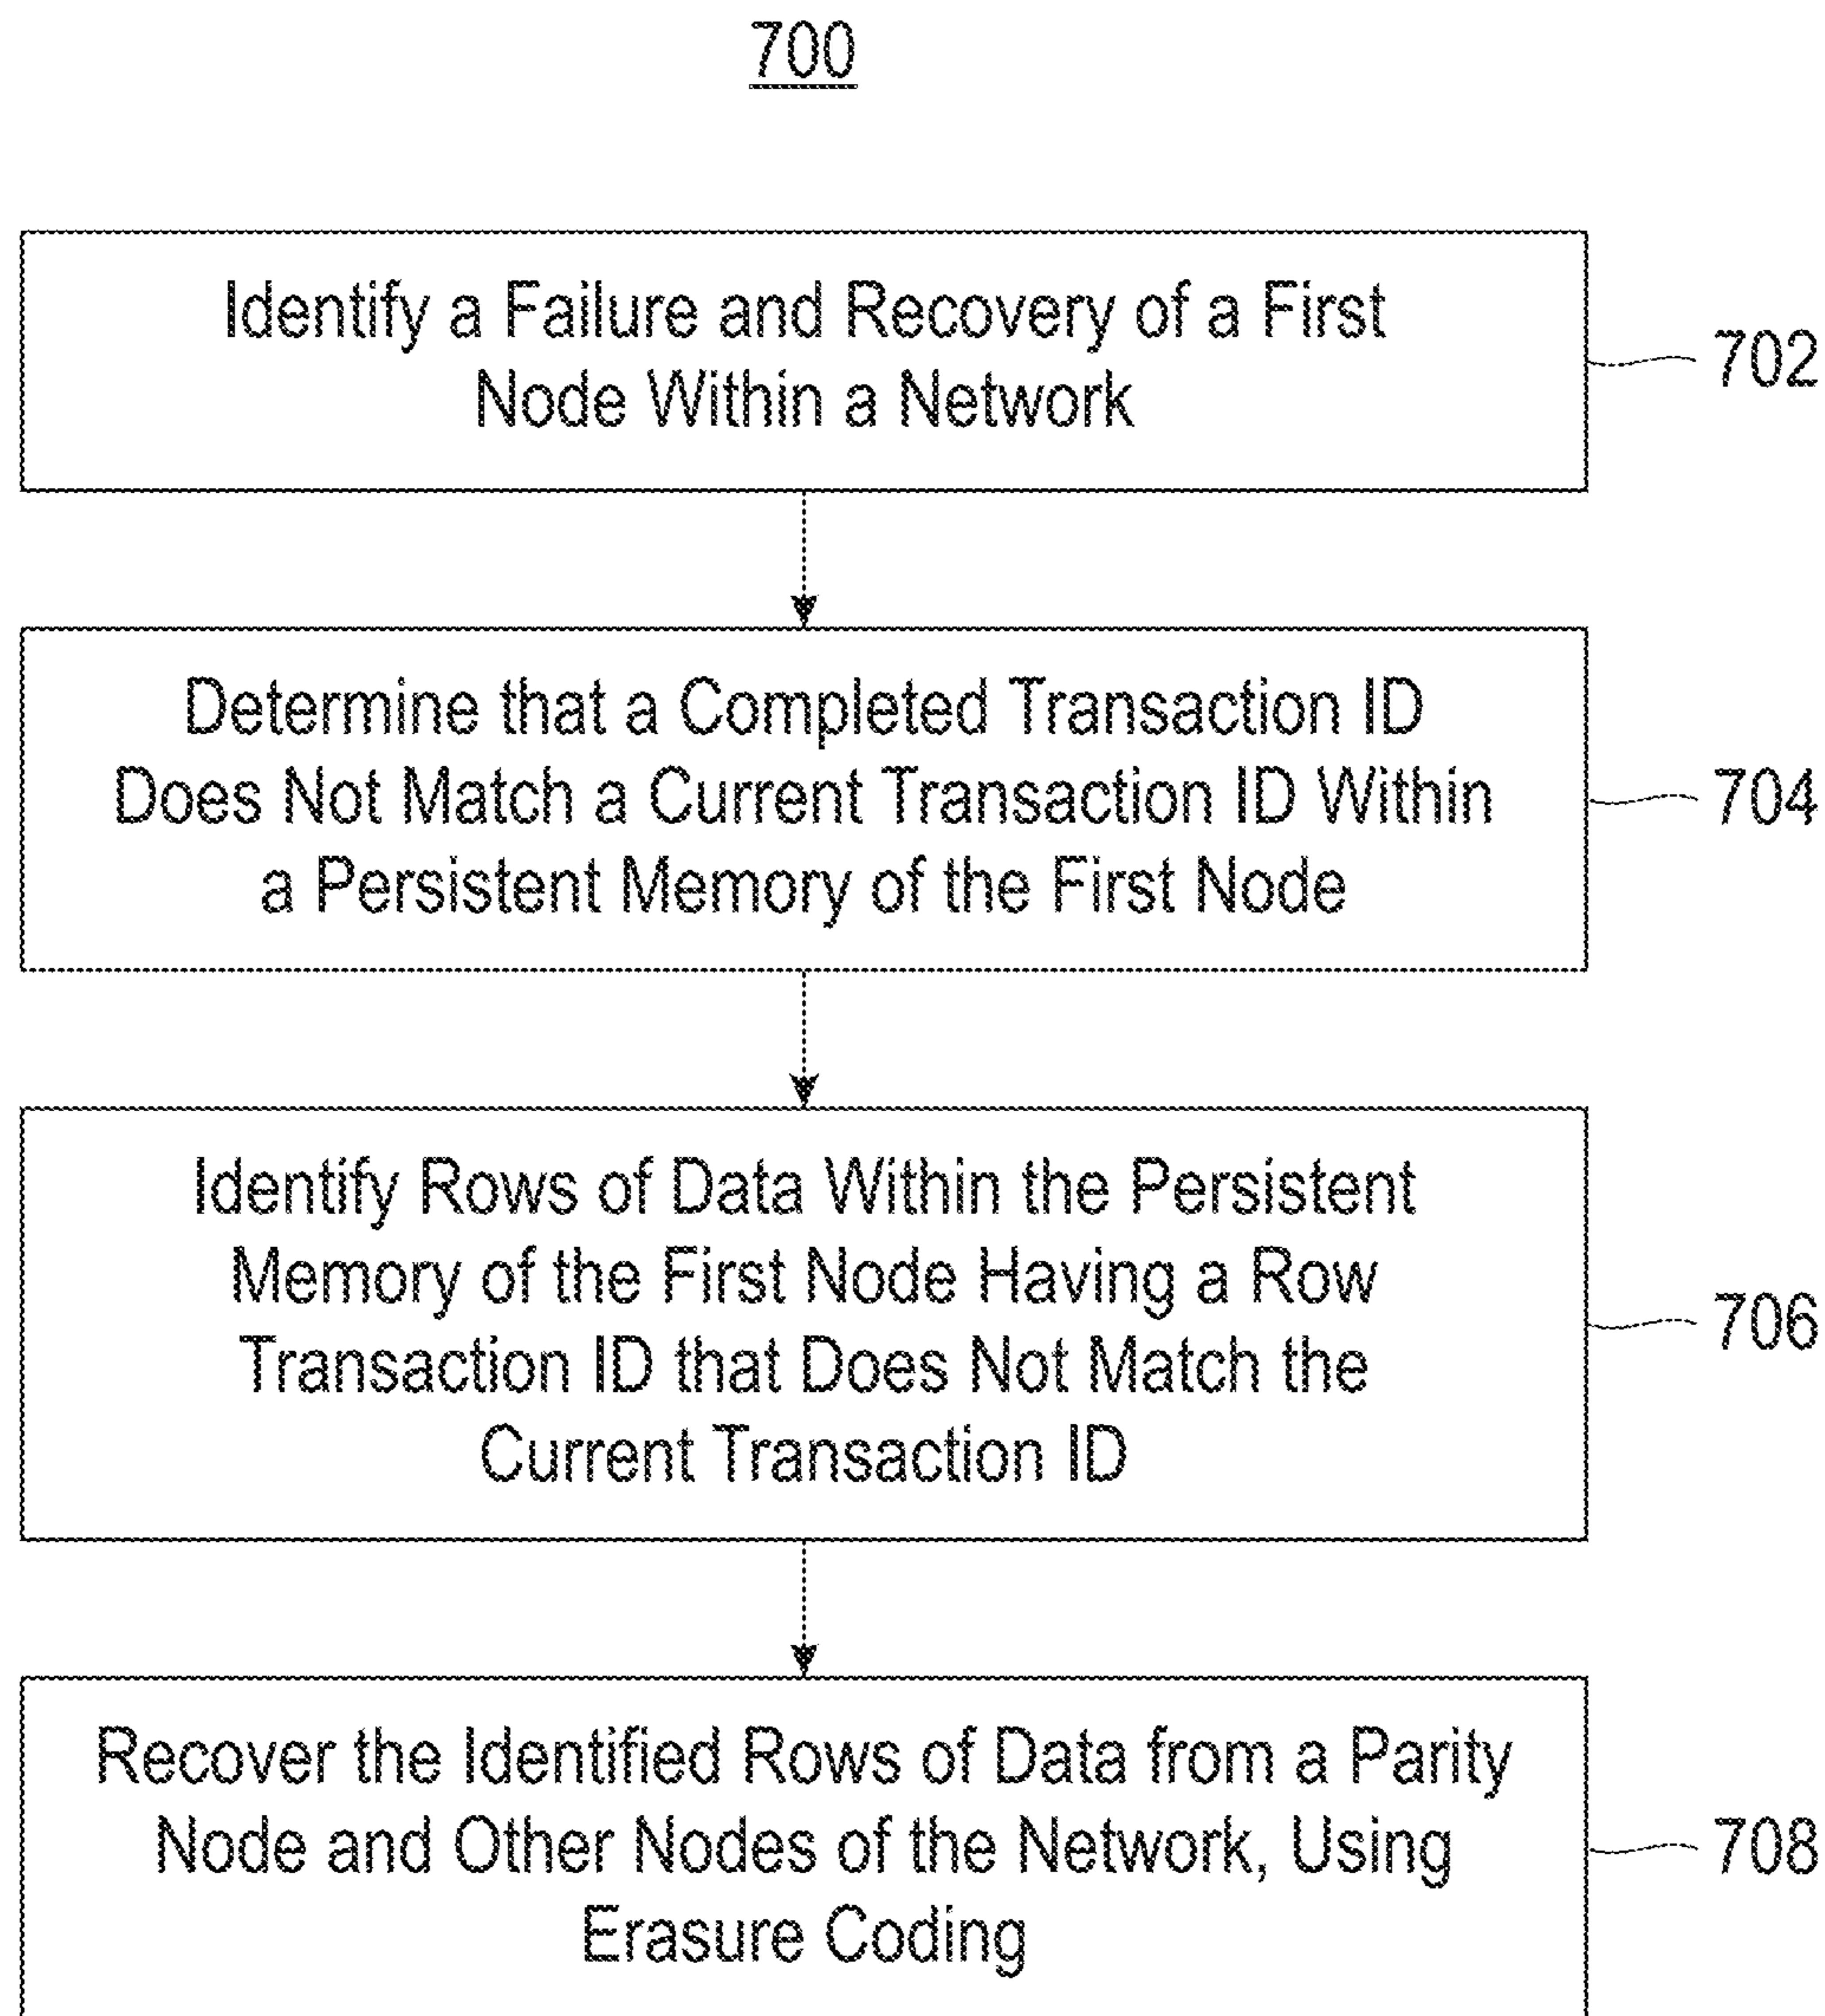 700
Identify a Failure and Recovery of a First
Node Within a Network
702
Determine that a Completed Transaction ID
Does Not Match a Current Transaction ID Within
a Persistent Memory of the First Node
704
Identify Rows of Data Within the Persistent
Memory of the First Node Having a Row
Transaction ID that Does Not Match the
Current Transaction ID
706
Recover the Identified Rows of Data from a Parity
Node and Other Nodes of the Network, Using
Erasure Coding
708